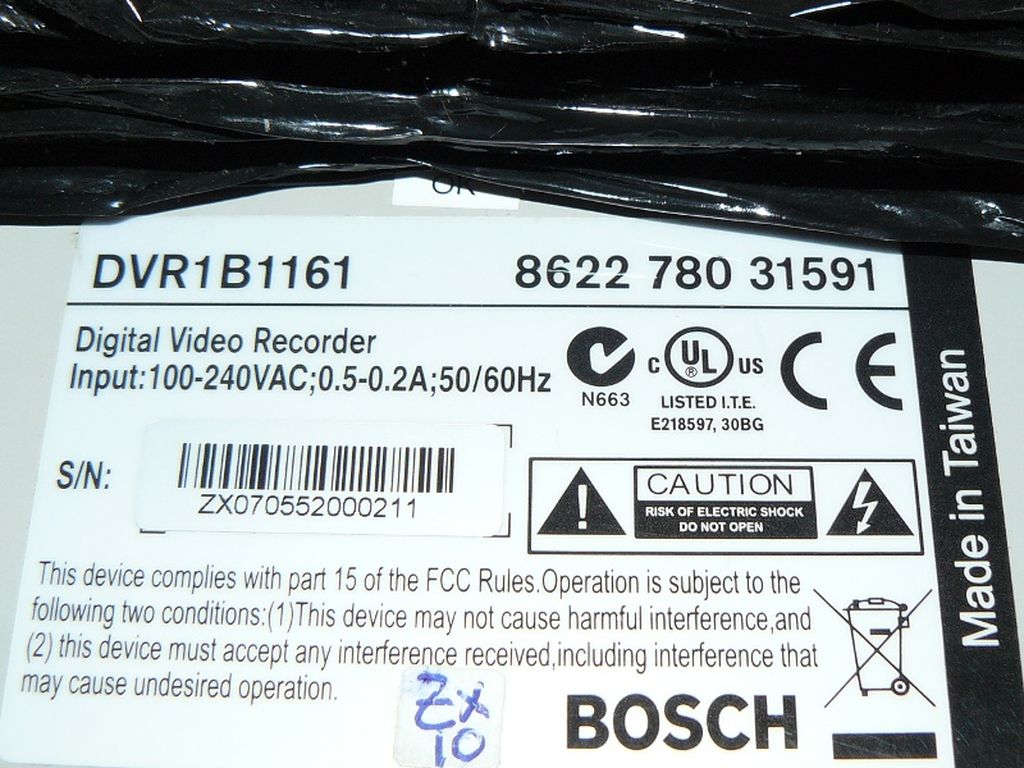 DVR1B1161 8622 780 31591
Digital Video Recorder
Input:100-240VAC;0.5-0.2A;50/60Hz
N663
C UL US
®
LISTED I.T.E.
E218597, 30BG
CE
S/N:
ZX070552000211
!
CAUTION
RISK OF ELECTRIC SHOCK
DO NOT OPEN
This device complies with part 15 of the FCC Rules.Operation is subject to the
following two conditions:(1)This device may not cause harmful interference,and
(2) this device must accept any interference received,including interference that
may cause undesired operation.
ZX
10
BOSCH
Made in Taiwan